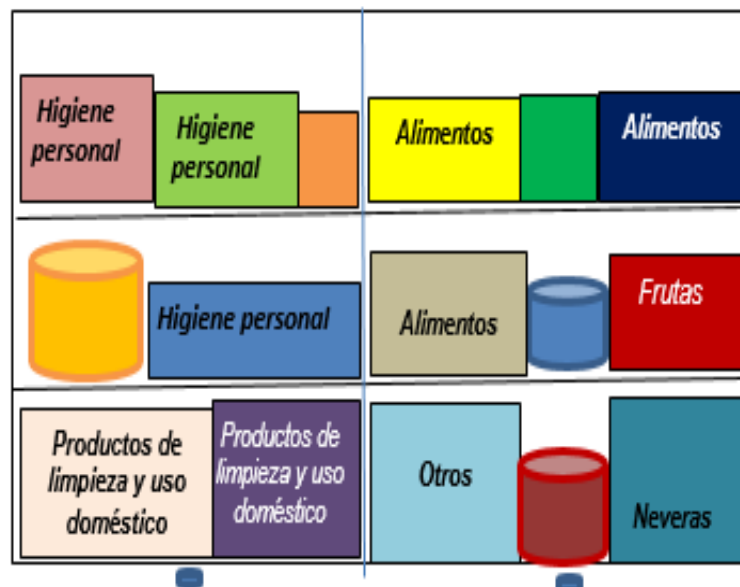 Higiene
personal
Higiene
personal
Alimentos
Alimentos
Higiene personal
Alimentos
Frutas
Productos de
limpieza y uso
doméstico
Productos de
limpieza y uso
doméstico
Otros
Neveras